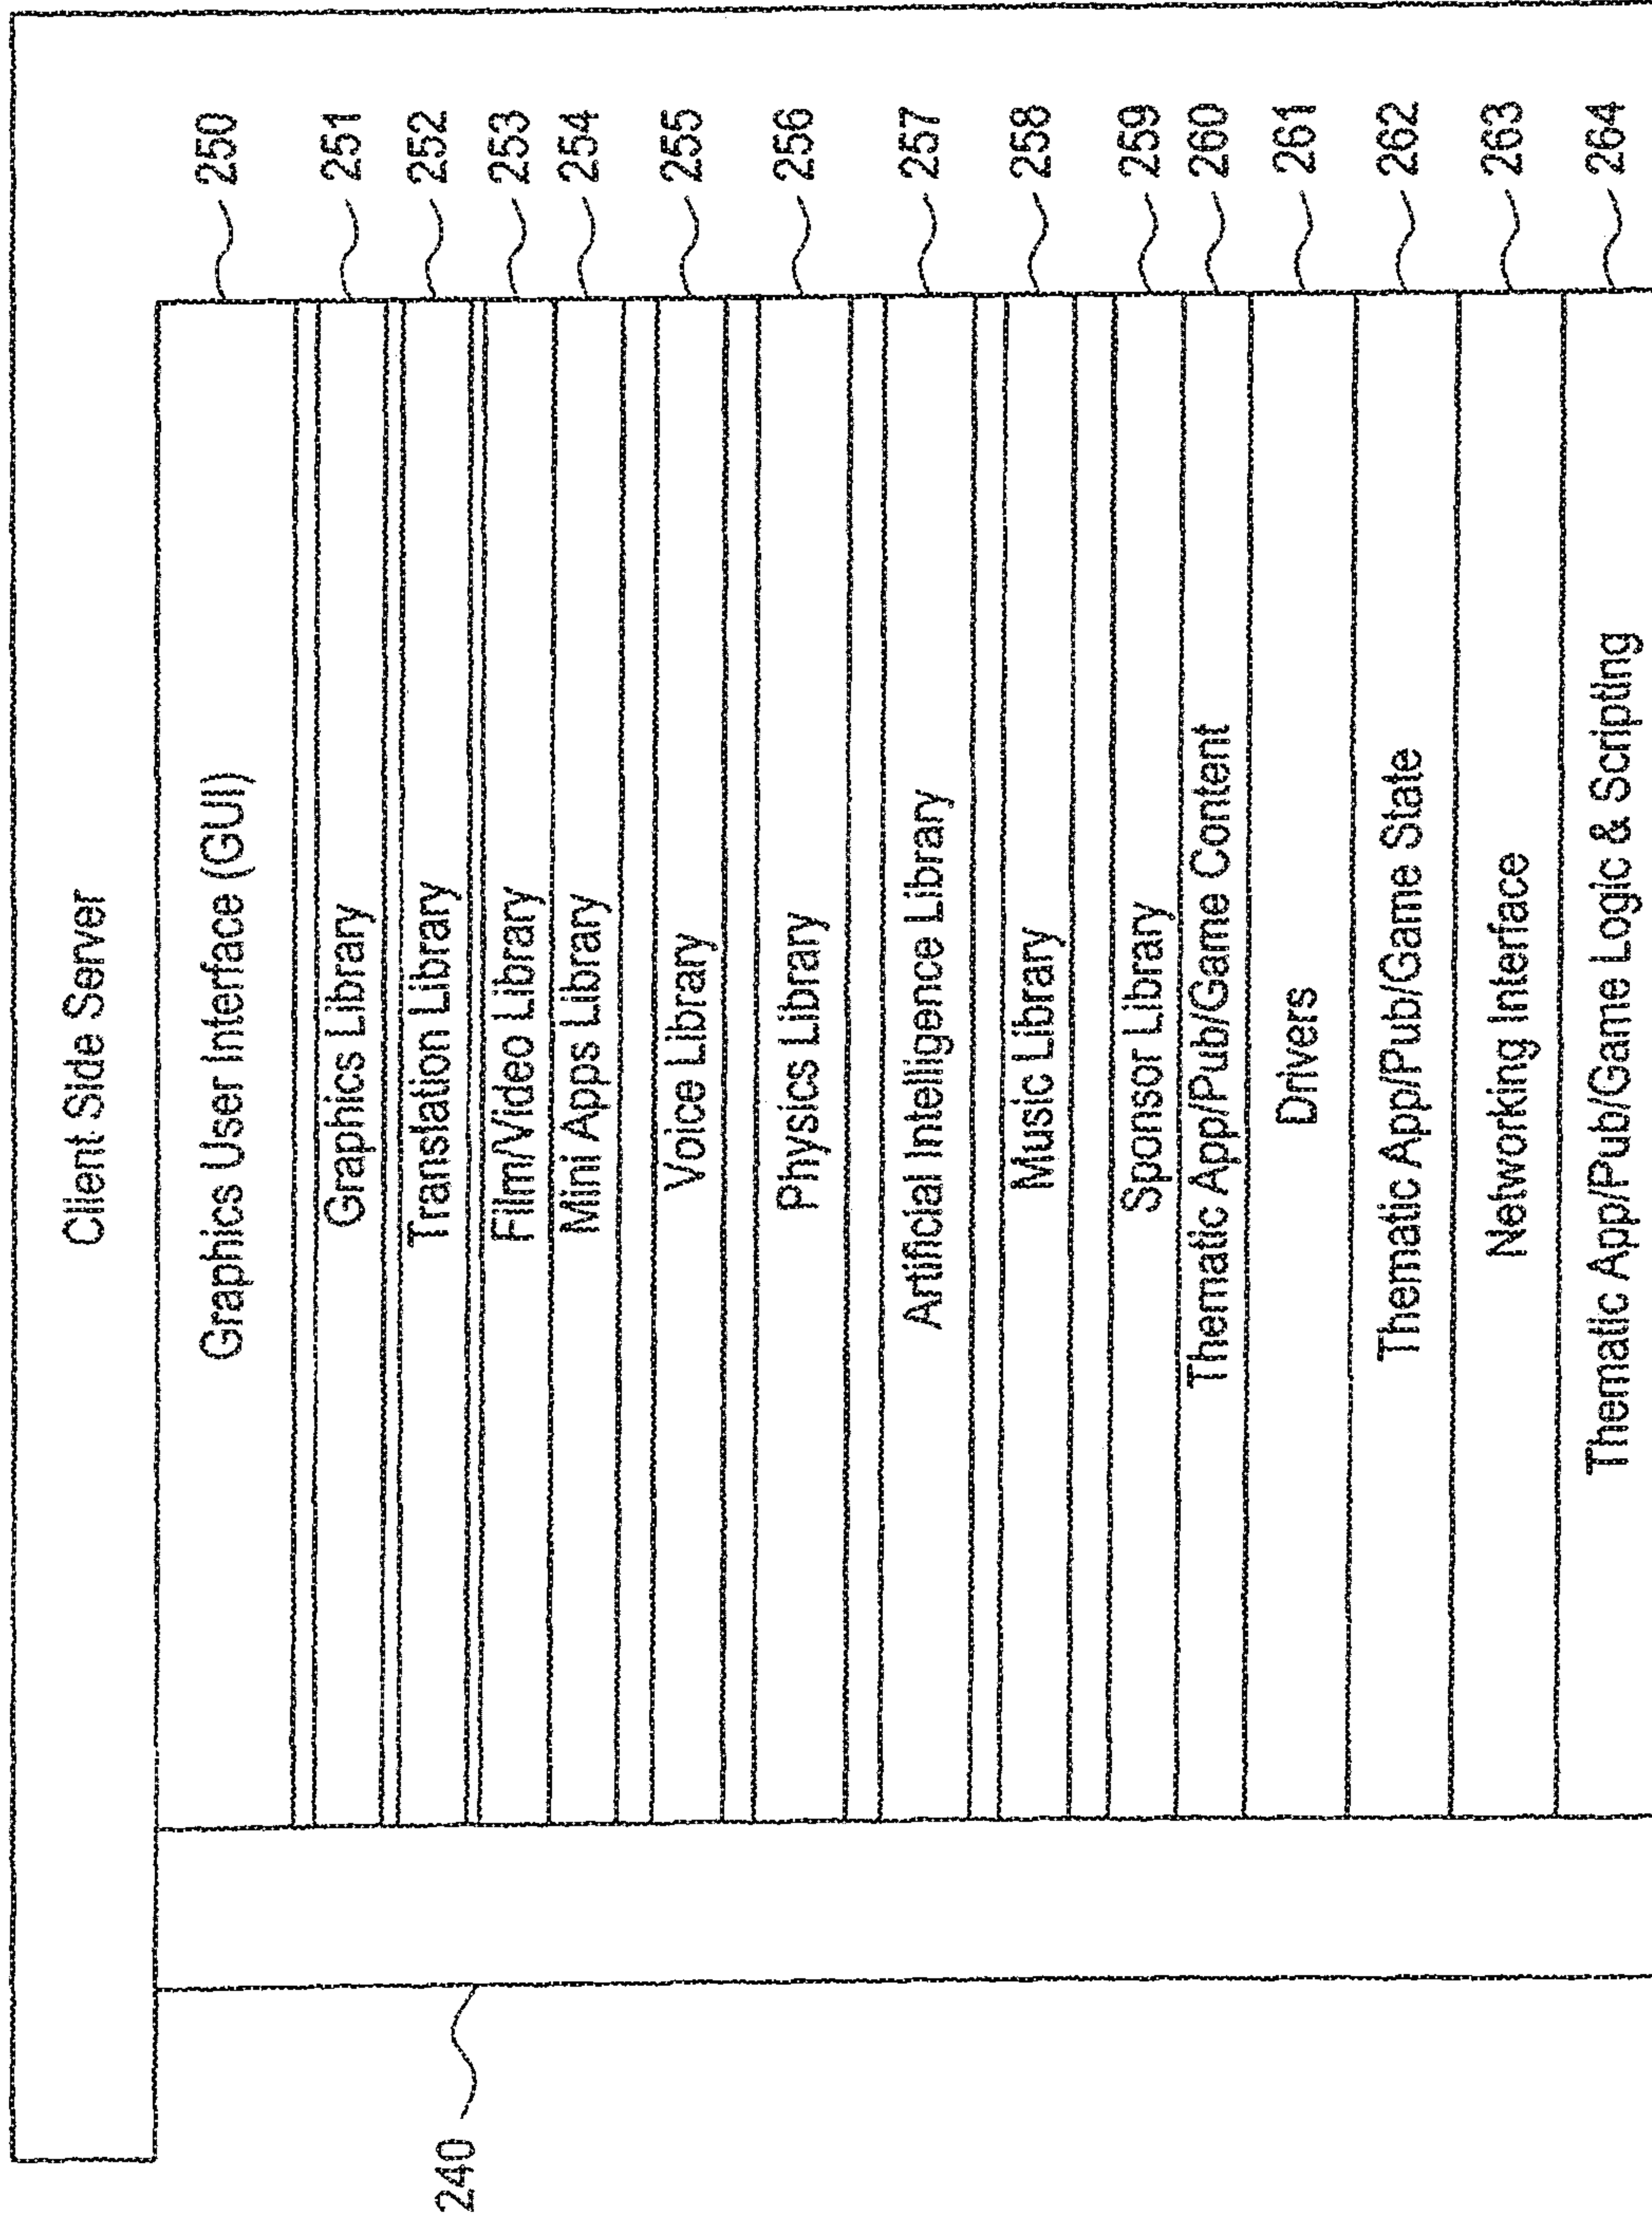 Client Side Server
Graphics User Interface (GUI) 250
Graphics Library 251
Translation Library 252
Film/Video Library 253
Mini Apps Library 254
Voice Library 255
Physics Library 256
Artificial Intelligence Library 257
Music Library 258
Sponsor Library 259
Thematic App/Pub/Game Content 260
Drivers 261
Thematic App/Pub/Game State 262
Networking Interface 263
Thematic App/Pub/Game Logic & Scripting 264
240